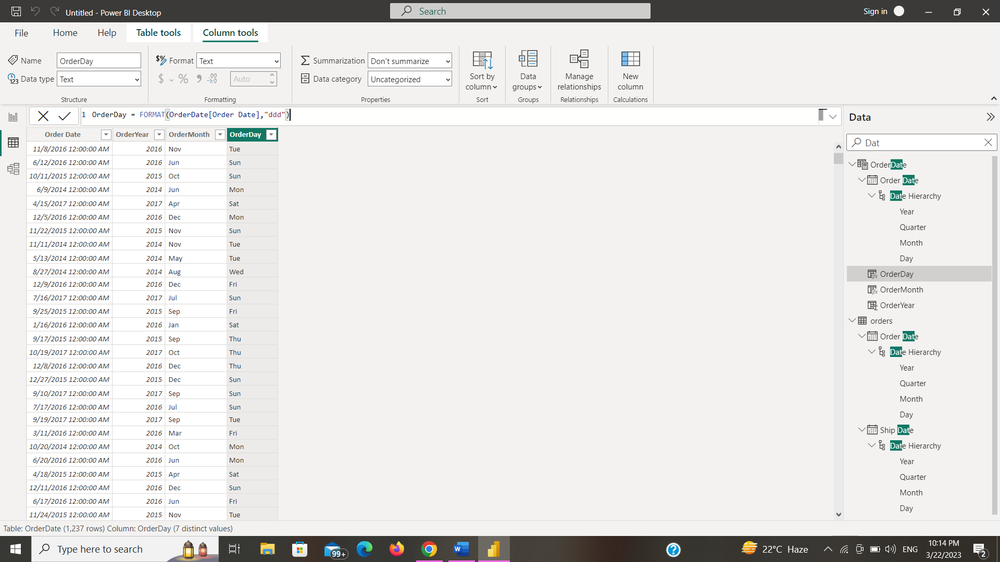 Untitled - Power BI Desktop
Search
Sign in
File
Home
Help
Table tools
Column tools
Name
OrderDay
Data type
Text
Structure
Format
Text
$ % 9 .00
Auto
Formatting
Summarization
Don't summarize
Data category
Uncategorized
Properties
Sort by
column
Sort
Data
groups
Groups
Manage
relationships
Relationships
New
column
Calculations
1 OrderDay = FORMAT(OrderDate[Order Date],"ddd")
Order Date OrderYear OrderMonth OrderDay
11/8/2016 12:00:00 AM 2016 Nov Tue
6/12/2016 12:00:00 AM 2016 Jun Sun
10/11/2015 12:00:00 AM 2015 Oct Sun
6/9/2014 12:00:00 AM 2014 Jun Mon
4/15/2017 12:00:00 AM 2017 Apr Sat
12/5/2016 12:00:00 AM 2016 Dec Mon
11/22/2015 12:00:00 AM 2015 Nov Sun
11/11/2014 12:00:00 AM 2014 Nov Tue
5/13/2014 12:00:00 AM 2014 May Tue
8/27/2014 12:00:00 AM 2014 Aug Wed
12/9/2016 12:00:00 AM 2016 Dec Fri
7/16/2017 12:00:00 AM 2017 Jul Sun
9/25/2015 12:00:00 AM 2015 Sep Fri
1/16/2016 12:00:00 AM 2016 Jan Sat
9/17/2015 12:00:00 AM 2015 Sep Thu
10/19/2017 12:00:00 AM 2017 Oct Thu
12/8/2016 12:00:00 AM 2016 Dec Thu
12/27/2015 12:00:00 AM 2015 Dec Sun
9/10/2017 12:00:00 AM 2017 Sep Sun
7/17/2016 12:00:00 AM 2016 Jul Sun
9/19/2017 12:00:00 AM 2017 Sep Tue
3/11/2016 12:00:00 AM 2016 Mar Fri
10/20/2014 12:00:00 AM 2014 Oct Mon
6/20/2016 12:00:00 AM 2016 Jun Mon
4/18/2015 12:00:00 AM 2015 Apr Sat
12/11/2016 12:00:00 AM 2016 Dec Sun
6/17/2016 12:00:00 AM 2016 Jun Fri
11/24/2015 12:00:00 AM 2015 Nov Tue
Data
Dat
OrderDate
Order Date
Date Hierarchy
Year
Quarter
Month
Day
OrderDay
OrderMonth
OrderYear
orders
Order Date
Date Hierarchy
Year
Quarter
Month
Day
Ship Date
Date Hierarchy
Year
Quarter
Month
Day
Table: OrderDate (1,237 rows) Column: OrderDay (7 distinct values)
Type here to search
99+
22°C Haze
ENG
10:14 PM
3/22/2023
2